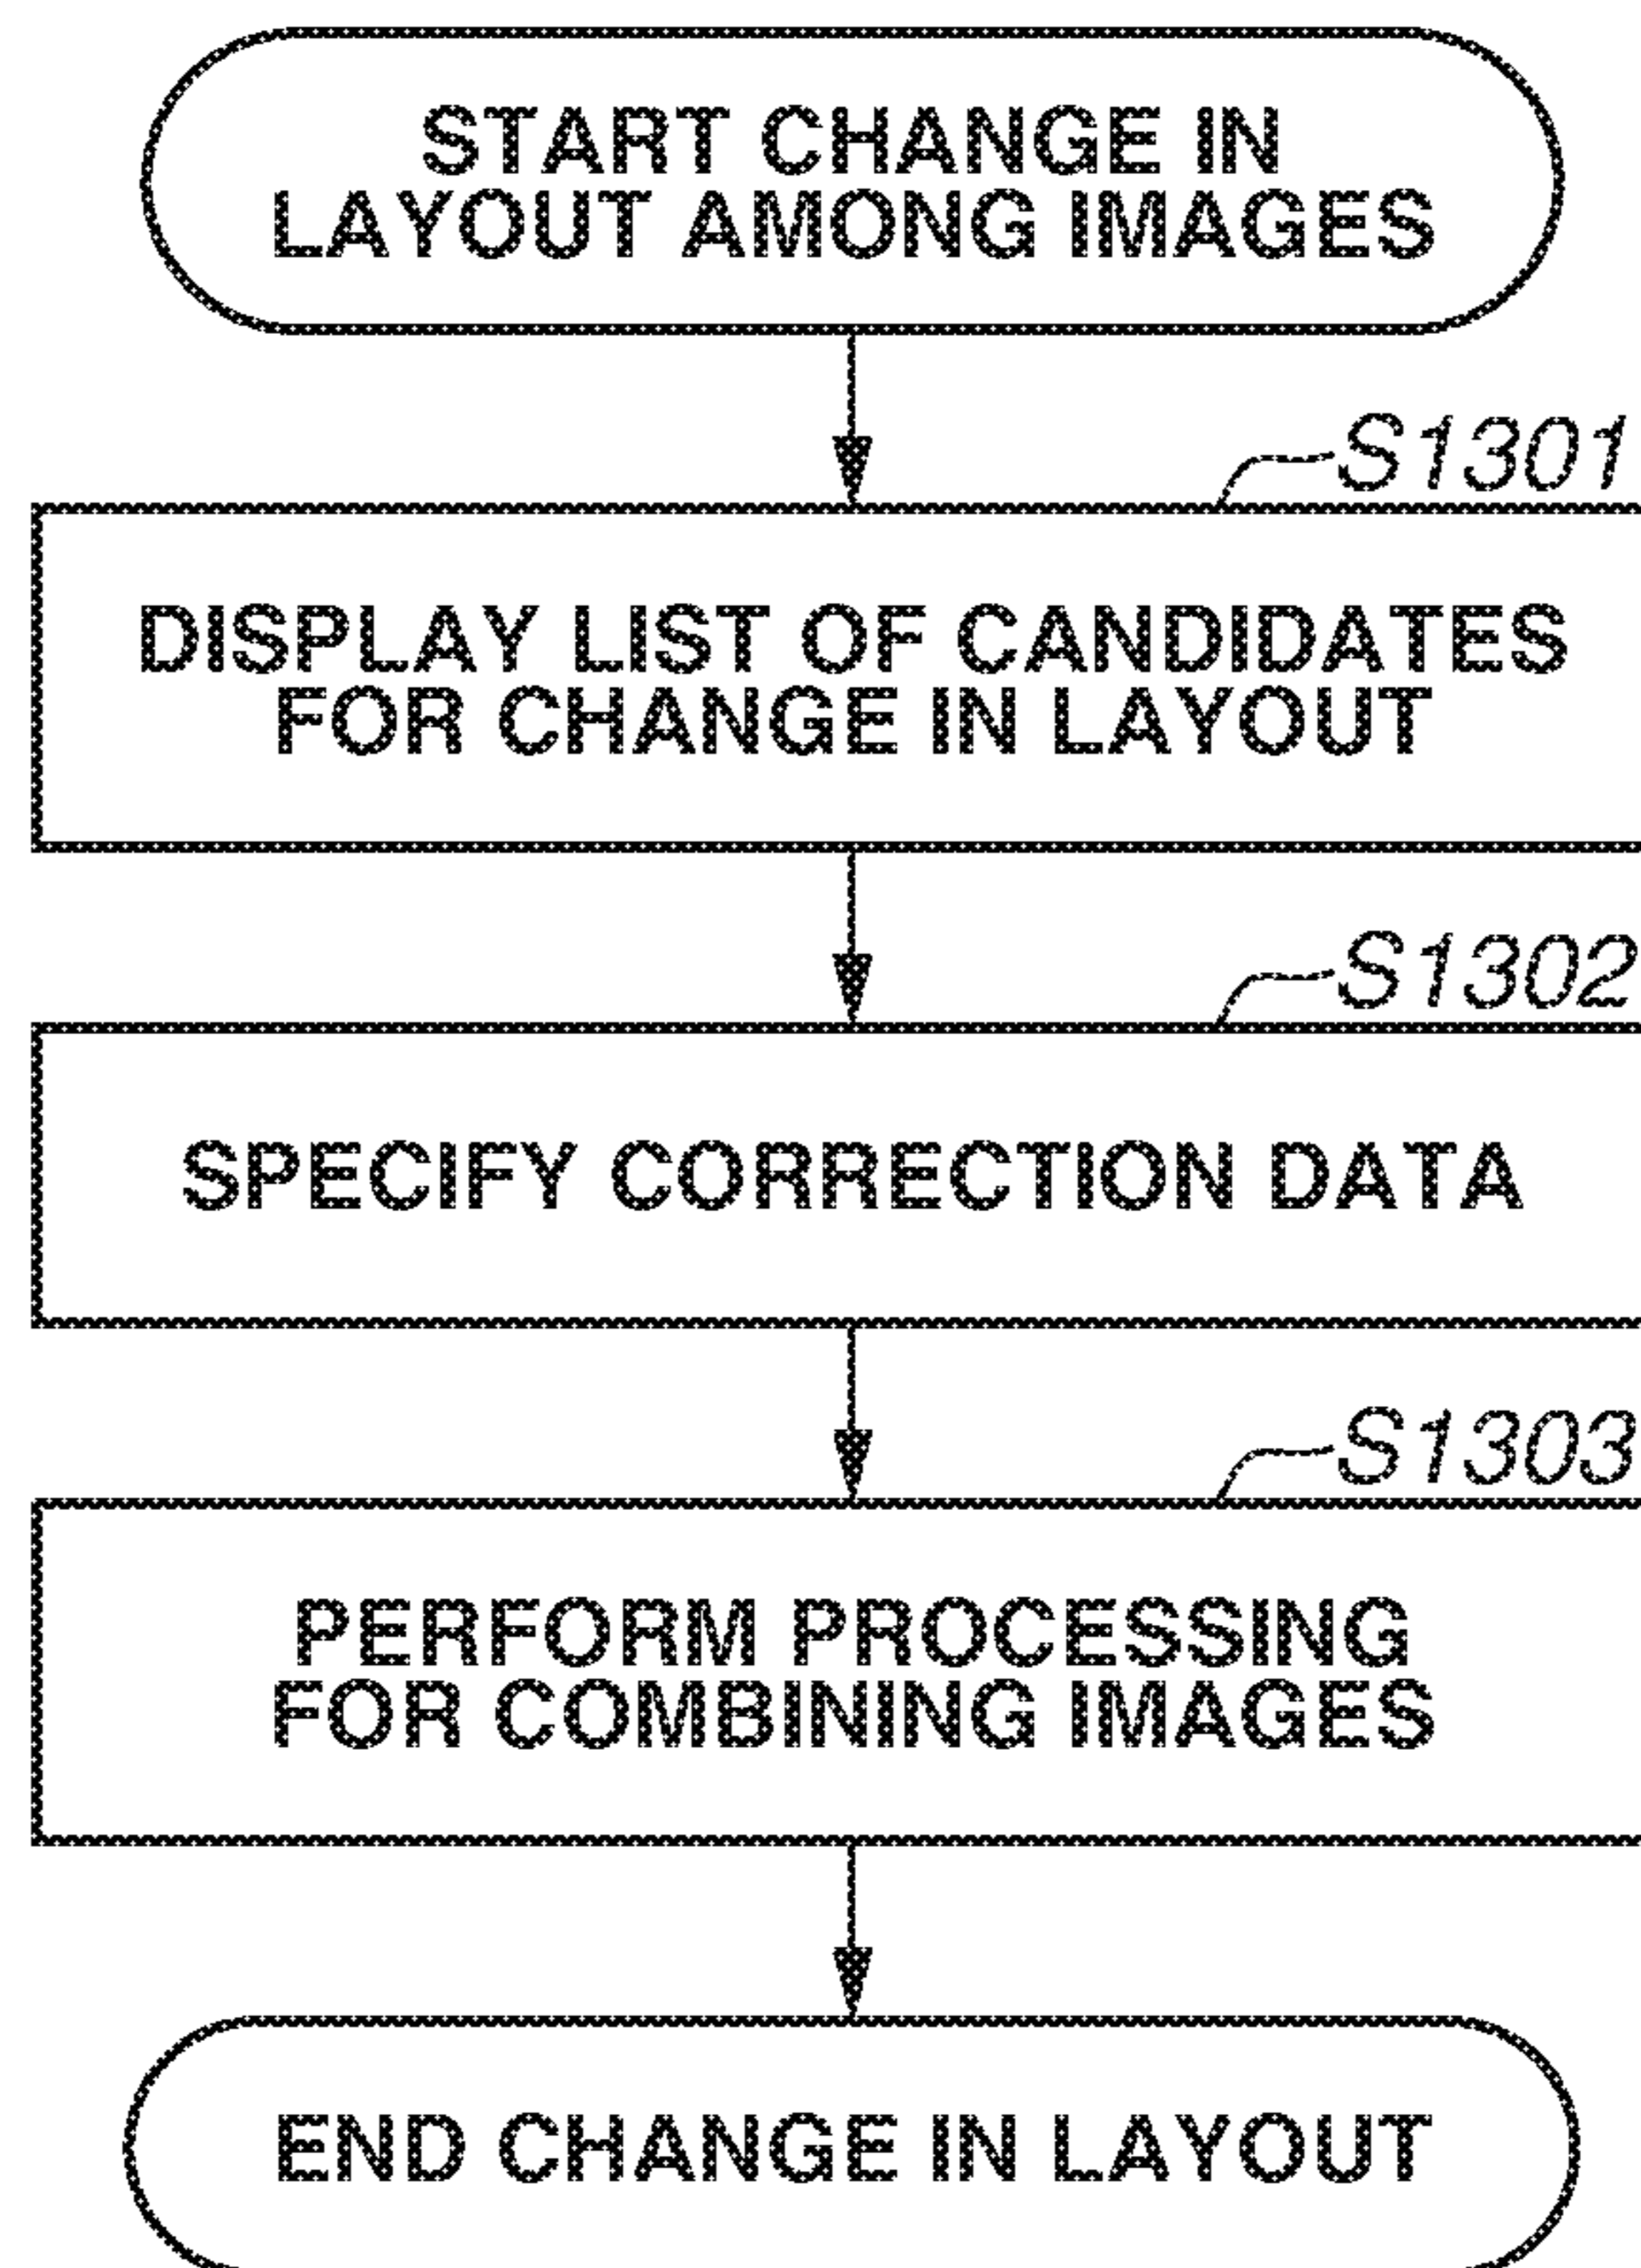 START CHANGE IN
LAYOUT AMONG IMAGES
S1301
DISPLAY LIST OF CANDIDATES
FOR CHANGE IN LAYOUT
S1302
SPECIFY CORRECTION DATA
S1303
PERFORM PROCESSING
FOR COMBINING IMAGES
END CHANGE IN LAYOUT